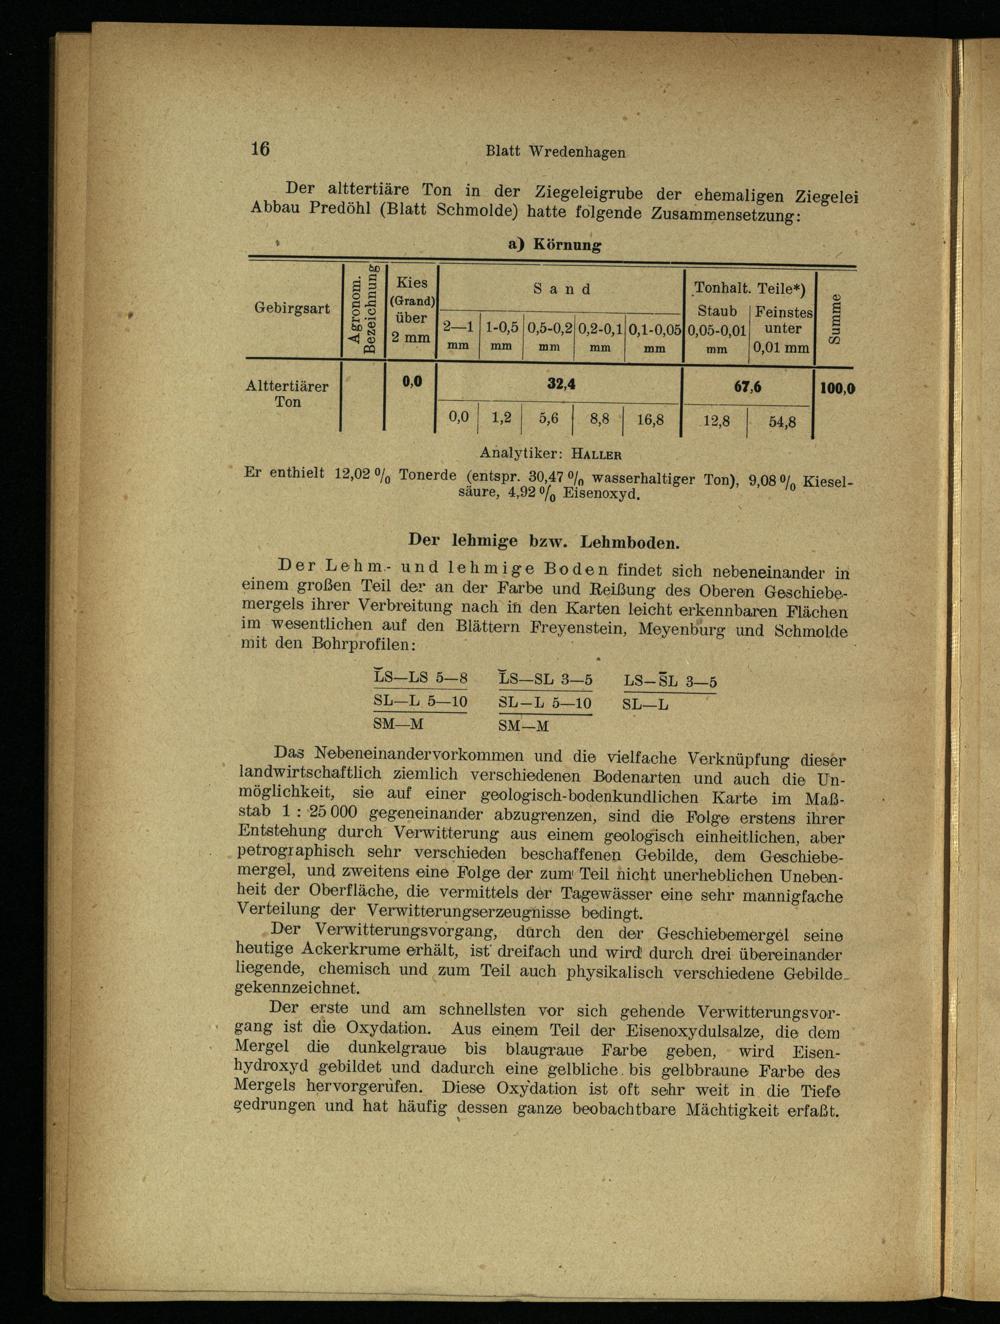 16
Blatt Wredenhagen
Der alttertiäre Ton in der Ziegeleigrube der ehemaligen Ziegelei
Abbau Predöhl (Blatt Schmolde) hatte folgende Zusammensetzung:
a) Körnung
Gebirgsart
Agronom.
Bezeichnung
Kies
(Grand)
über
2 mm
Sand
2—1
mm
1-0,5
mm
0,5-0,2
mm
0,2-0,1
mm
0,1-0,05
mm
Tonhalt. Teile*)
Staub
0,05-0,01
mm
Feinstes
unter
0,01 mm
Summe
Alttertiärer
Ton
0,0
32,4
67,6
100,0
0,0 1,2 5,6 8,8 16,8 12,8 54,8
Analytiker: HALLER
Er enthielt 12,02 % Tonerde (entspr. 30,47 % wasserhaltiger Ton), 9,08 % Kiesel-
säure, 4,92 % Eisenoxyd.
Der lehmige bzw. Lehmboden.
Der Lehm- und lehmige Boden findet sich nebeneinander in
einem großen Teil der an der Farbe und Reißung des Oberen Geschiebe-
mergels ihrer Verbreitung nach in den Karten leicht erkennbaren Flächen
im wesentlichen auf den Blättern Freyenstein, Meyenburg und Schmolde
mit den Bohrprofilen:
L̆S—LS 5—8 L̆S—SL 3—5 LS—S̆L 3—5
SL—L 5—10 SL—L 5—10 SL—L
SM—M SM—M
Das Nebeneinandervorkommen und die vielfache Verknüpfung dieser
landwirtschaftlich ziemlich verschiedenen Bodenarten und auch die Un-
möglichkeit, sie auf einer geologisch-bodenkundlichen Karte im Maß-
stab 1 : 25 000 gegeneinander abzugrenzen, sind die Folge erstens ihrer
Entstehung durch Verwitterung aus einem geologisch einheitlichen, aber
petrographisch sehr verschieden beschaffenen Gebilde, dem Geschiebe-
mergel, und zweitens eine Folge der zum Teil nicht unerheblichen Uneben-
heit der Oberfläche, die vermittels der Tagewässer eine sehr mannigfache
Verteilung der Verwitterungserzeugnisse bedingt.
Der Verwitterungsvorgang, durch den der Geschiebemergel seine
heutige Ackerkrume erhält, ist dreifach und wird durch drei übereinander
liegende, chemisch und zum Teil auch physikalisch verschiedene Gebilde
gekennzeichnet.
Der erste und am schnellsten vor sich gehende Verwitterungsvor-
gang ist die Oxydation. Aus einem Teil der Eisenoxydulsalze, die dem
Mergel die dunkelgraue bis blaugraue Farbe geben, wird Eisen-
hydroxyd gebildet und dadurch eine gelbliche bis gelbbraune Farbe des
Mergels hervorgerufen. Diese Oxydation ist oft sehr weit in die Tiefe
gedrungen und hat häufig dessen ganze beobachtbare Mächtigkeit erfaßt.